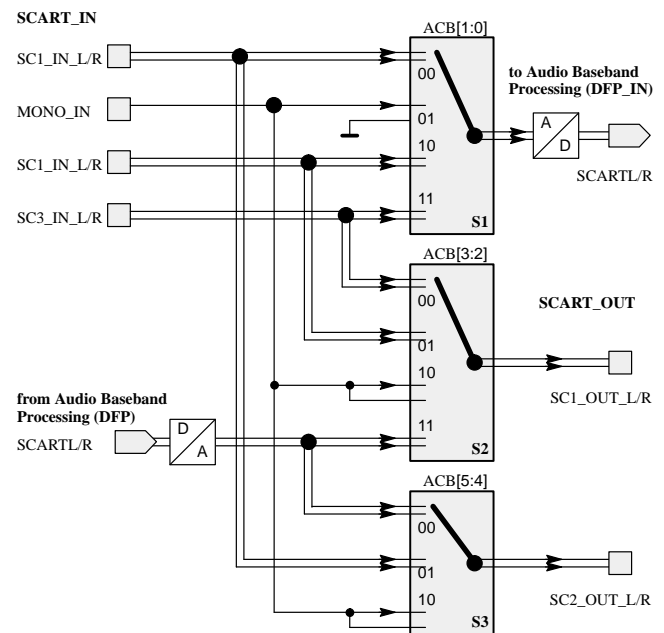 SCART_IN
ACB[1:0]
SC1_IN_L/R
00
to Audio Baseband
Processing (DFP_IN)
MONO_IN
01
A
D
SC1_IN_L/R
10
SCARTL/R
11
SC3_IN_L/R
S1
ACB[3:2]
00
SCART_OUT
01
10
SC1_OUT_L/R
from Audio Baseband
Processing (DFP)
SCARTL/R
D
A
11
S2
ACB[5:4]
00
01
10
SC2_OUT_L/R
S3